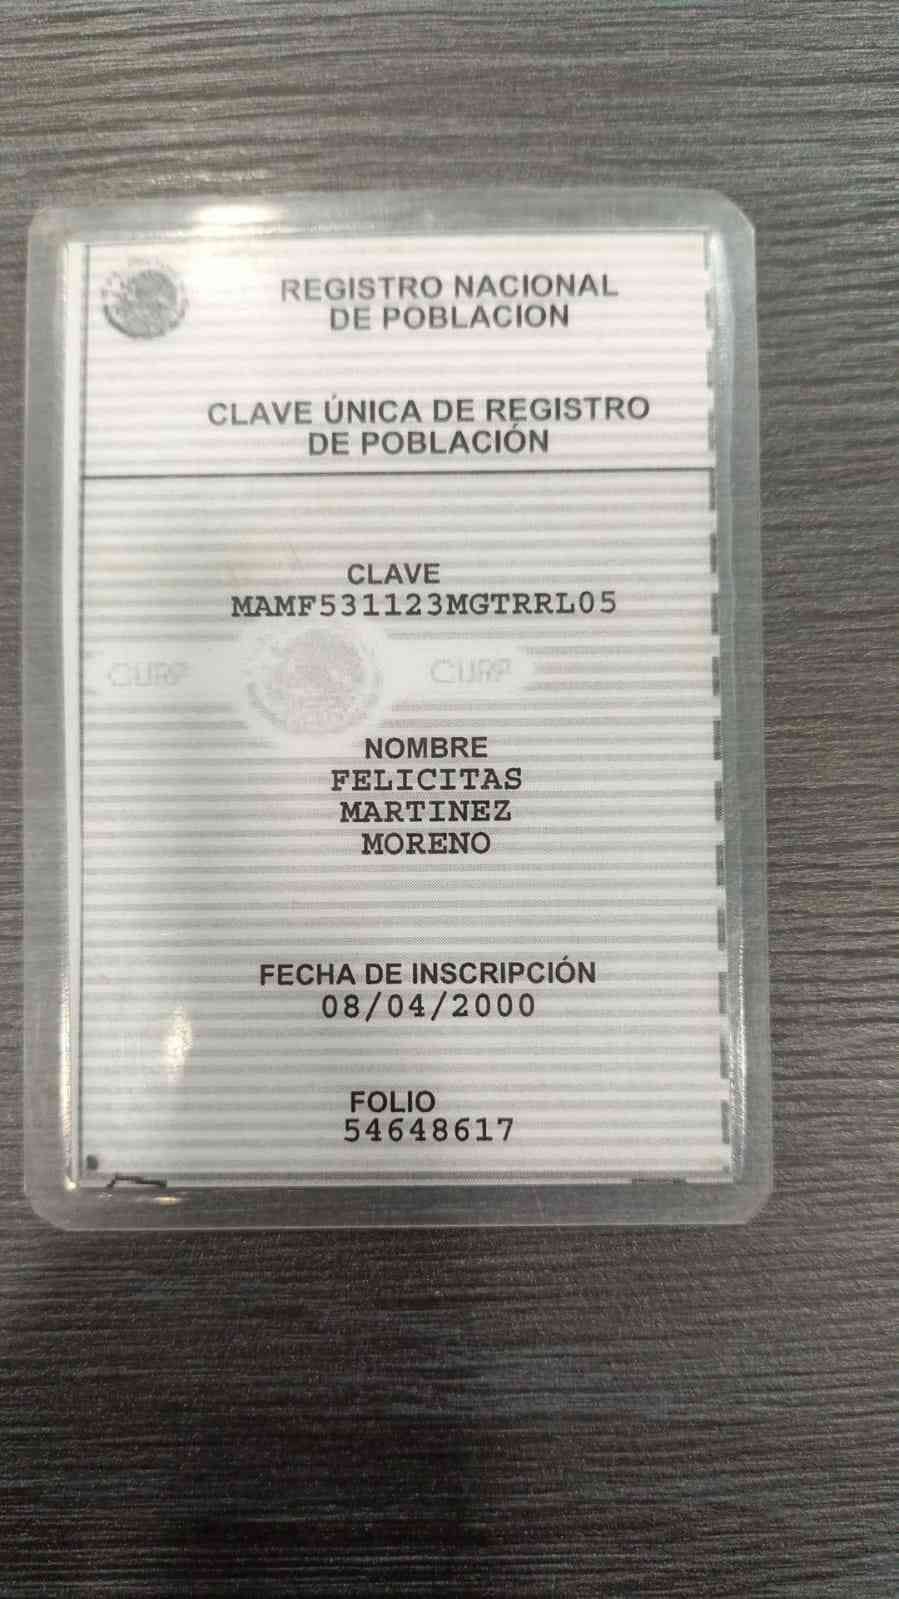 REGISTRO NACIONAL
DE POBLACION
CLAVE ÚNICA DE REGISTRO
DE POBLACIÓN
CLAVE
MAMF531123MGTRRL05
CURP CURP
NOMBRE
FELICITAS
MARTINEZ
MORENO
FECHA DE INSCRIPCIÓN
08/04/2000
FOLIO
54648617